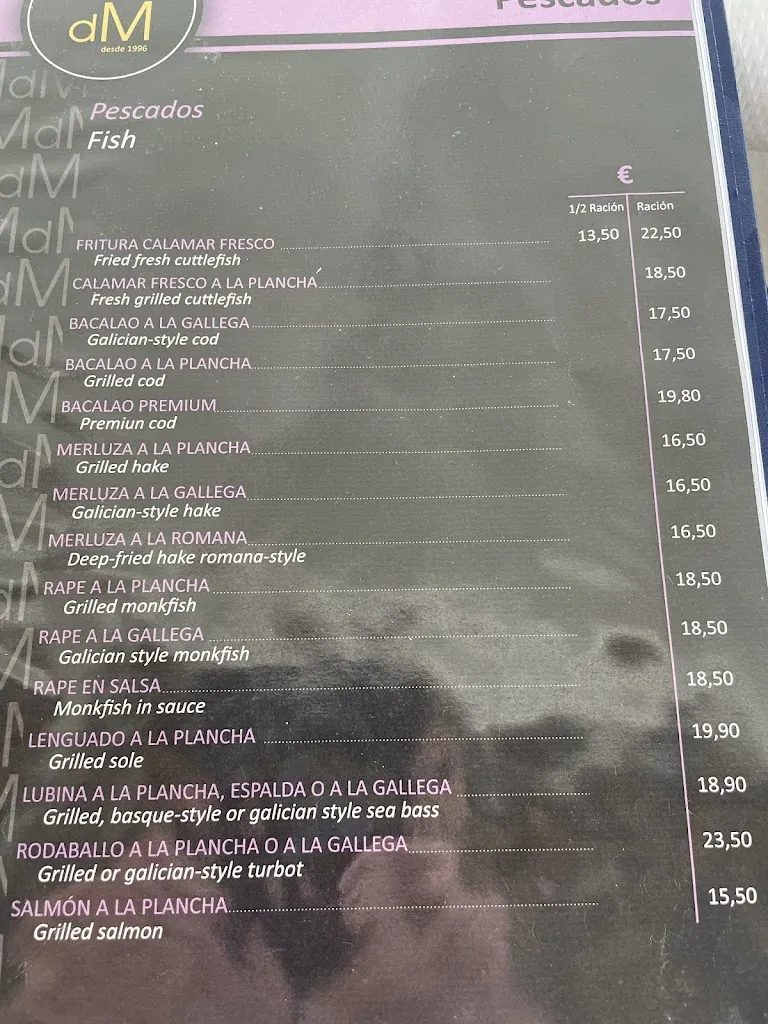 Pescados
dM
desde 1996
Pescados
Fish
€
1/2 Ración Ración
FRITURA CALAMAR FRESCO 13,50 22,50
Fried fresh cuttlefish
CALAMAR FRESCO A LA PLANCHA 18,50
Fresh grilled cuttlefish
BACALAO A LA GALLEGA 17,50
Galician-style cod
BACALAO A LA PLANCHA 17,50
Grilled cod
BACALAO PREMIUM 19,80
Premiun cod
MERLUZA A LA PLANCHA 16,50
Grilled hake
MERLUZA A LA GALLEGA 16,50
Galician-style hake
MERLUZA A LA ROMANA 16,50
Deep-fried hake romana-style
RAPE A LA PLANCHA 18,50
Grilled monkfish
RAPE A LA GALLEGA 18,50
Galician style monkfish
RAPE EN SALSA 18,50
Monkfish in sauce
LENGUADO A LA PLANCHA 19,90
Grilled sole
LUBINA A LA PLANCHA, ESPALDA O A LA GALLEGA 18,90
Grilled, basque-style or galician style sea bass
RODABALLO A LA PLANCHA O A LA GALLEGA 23,50
Grilled or galician-style turbot
SALMÓN A LA PLANCHA 15,50
Grilled salmon